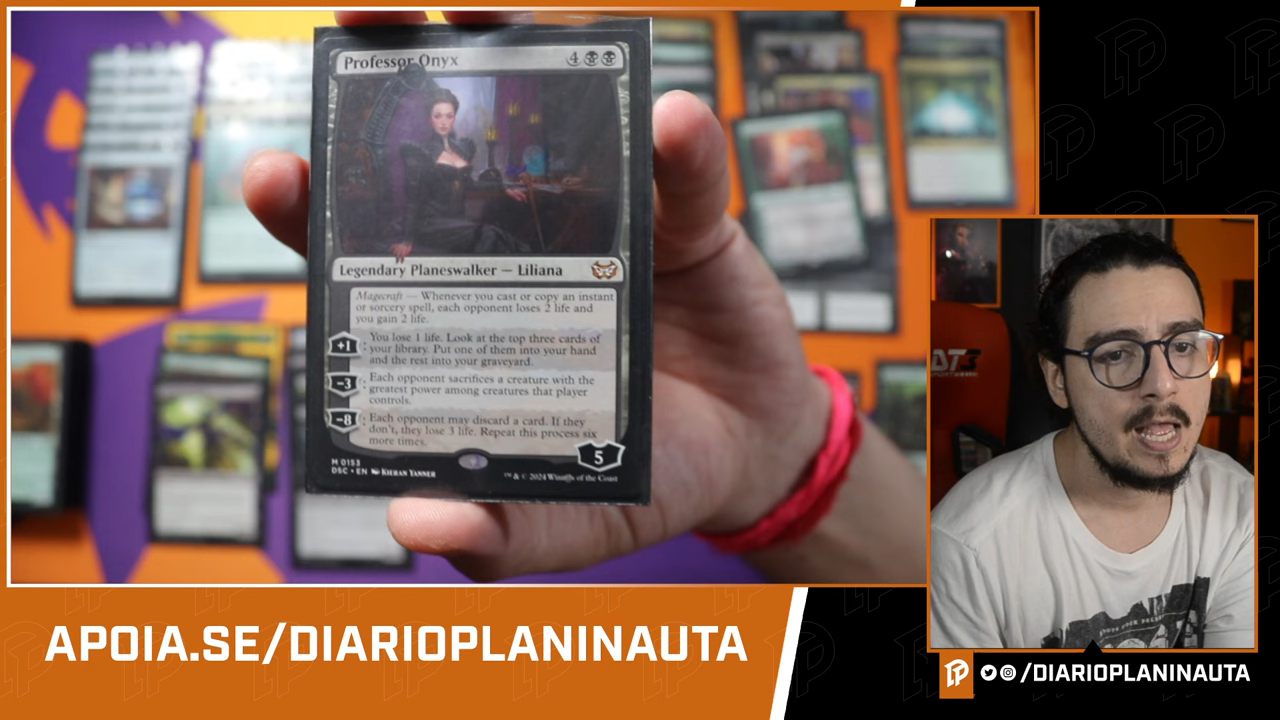 Professor Onyx 4
Legendary Planeswalker — Liliana
Magecraft — Whenever you cast or copy an instant
or sorcery spell, each opponent loses 2 life and
you gain 2 life.
+1: You lose 1 life. Look at the top three cards of
your library. Put one of them into your hand
and the rest into your graveyard.
−3: Each opponent sacrifices a creature with the
greatest power among creatures that player
controls.
−8: Each opponent may discard a card. If they
don't, they lose 3 life. Repeat this process six
more times.
5
M 0153
DSC • EN KIERAN YANNER
™ & © 2024 Wizards of the Coast
DT3
APOIA.SE/DIARIOPLANINAUTA
/DIARIOPLANINAUTA